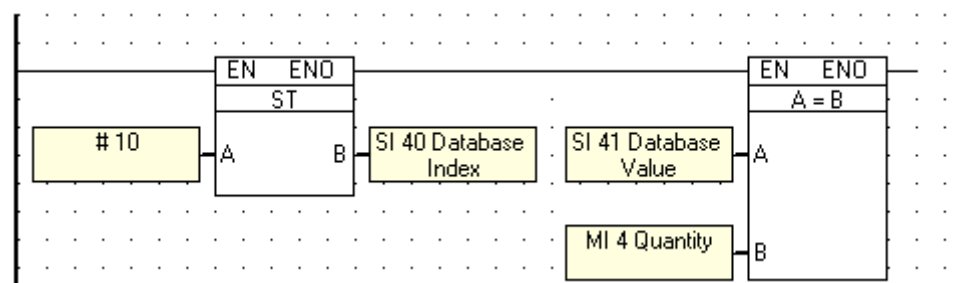 EN ENO
ST
# 10
A
B
SI 40 Database
Index
SI 41 Database
Value
EN ENO
A = B
A
MI 4 Quantity
B